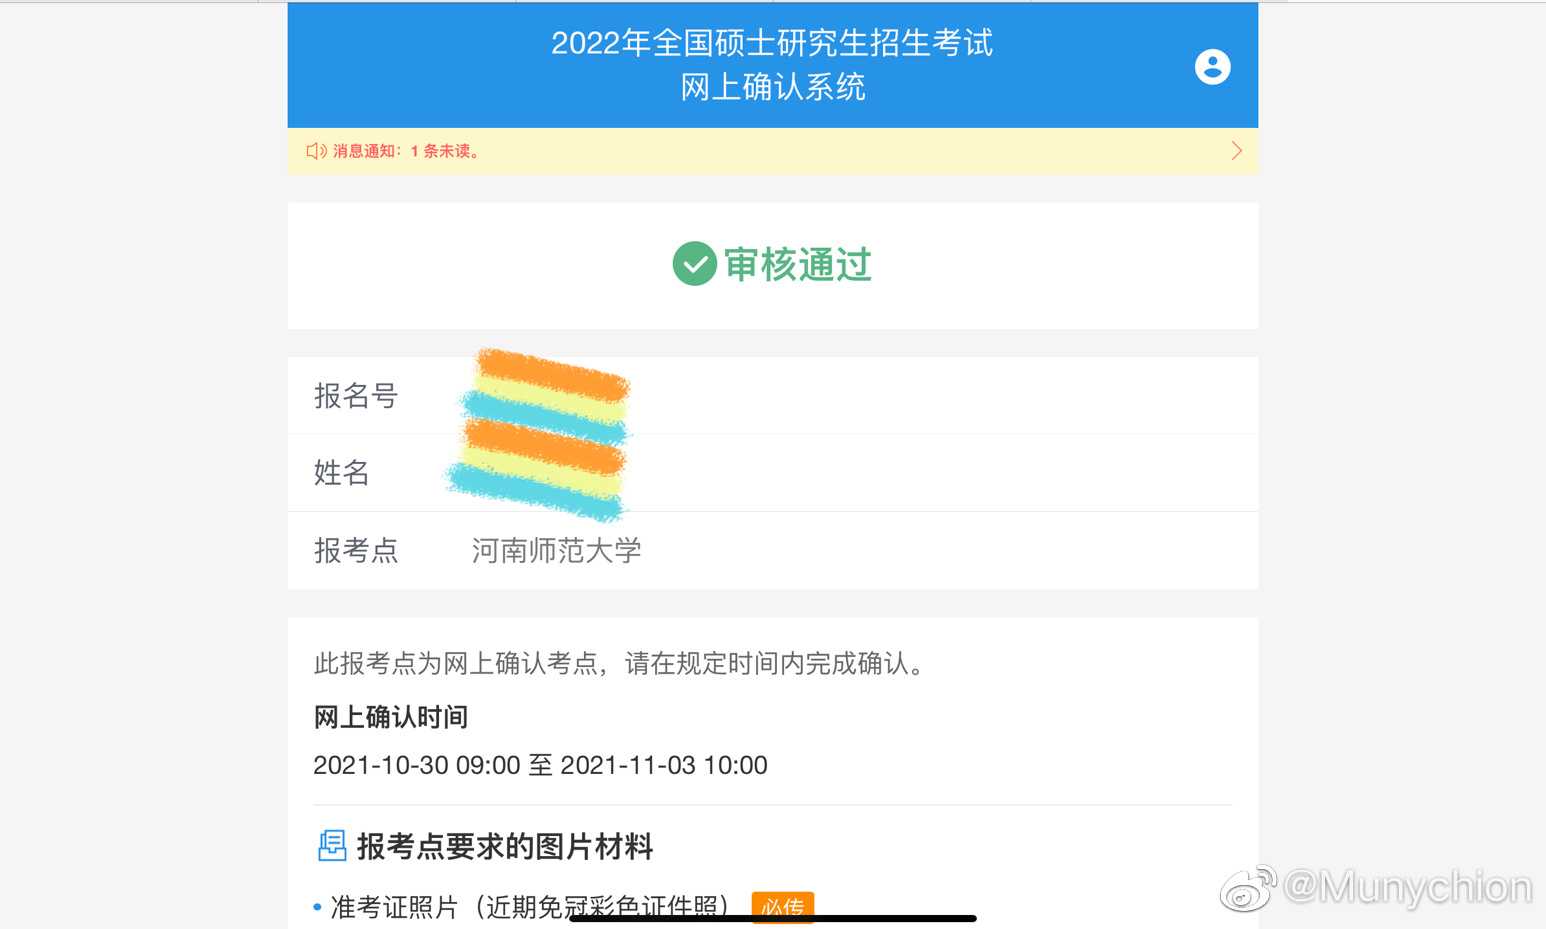 2022年全国硕士研究生招生考试
网上确认系统
消息通知：1 条未读。
审核通过
报名号
姓名
报考点 河南师范大学
此报考点为网上确认考点，请在规定时间内完成确认。
网上确认时间
2021-10-30 09:00 至 2021-11-03 10:00
报考点要求的图片材料
• 准考证照片（近期免冠彩色证件照） 必传
@Munychion